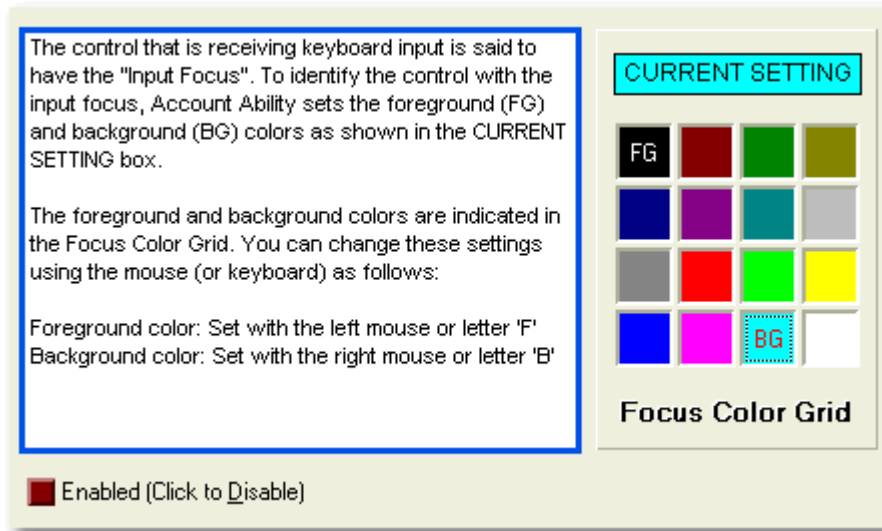 The control that is receiving keyboard input is said to
have the "Input Focus". To identify the control with the
input focus, Account Ability sets the foreground (FG)
and background (BG) colors as shown in the CURRENT
SETTING box.
The foreground and background colors are indicated in
the Focus Color Grid. You can change these settings
using the mouse (or keyboard) as follows:
Foreground color: Set with the left mouse or letter 'F'
Background color: Set with the right mouse or letter 'B'
CURRENT SETTING
FG
BG
Focus Color Grid
Enabled (Click to Disable)